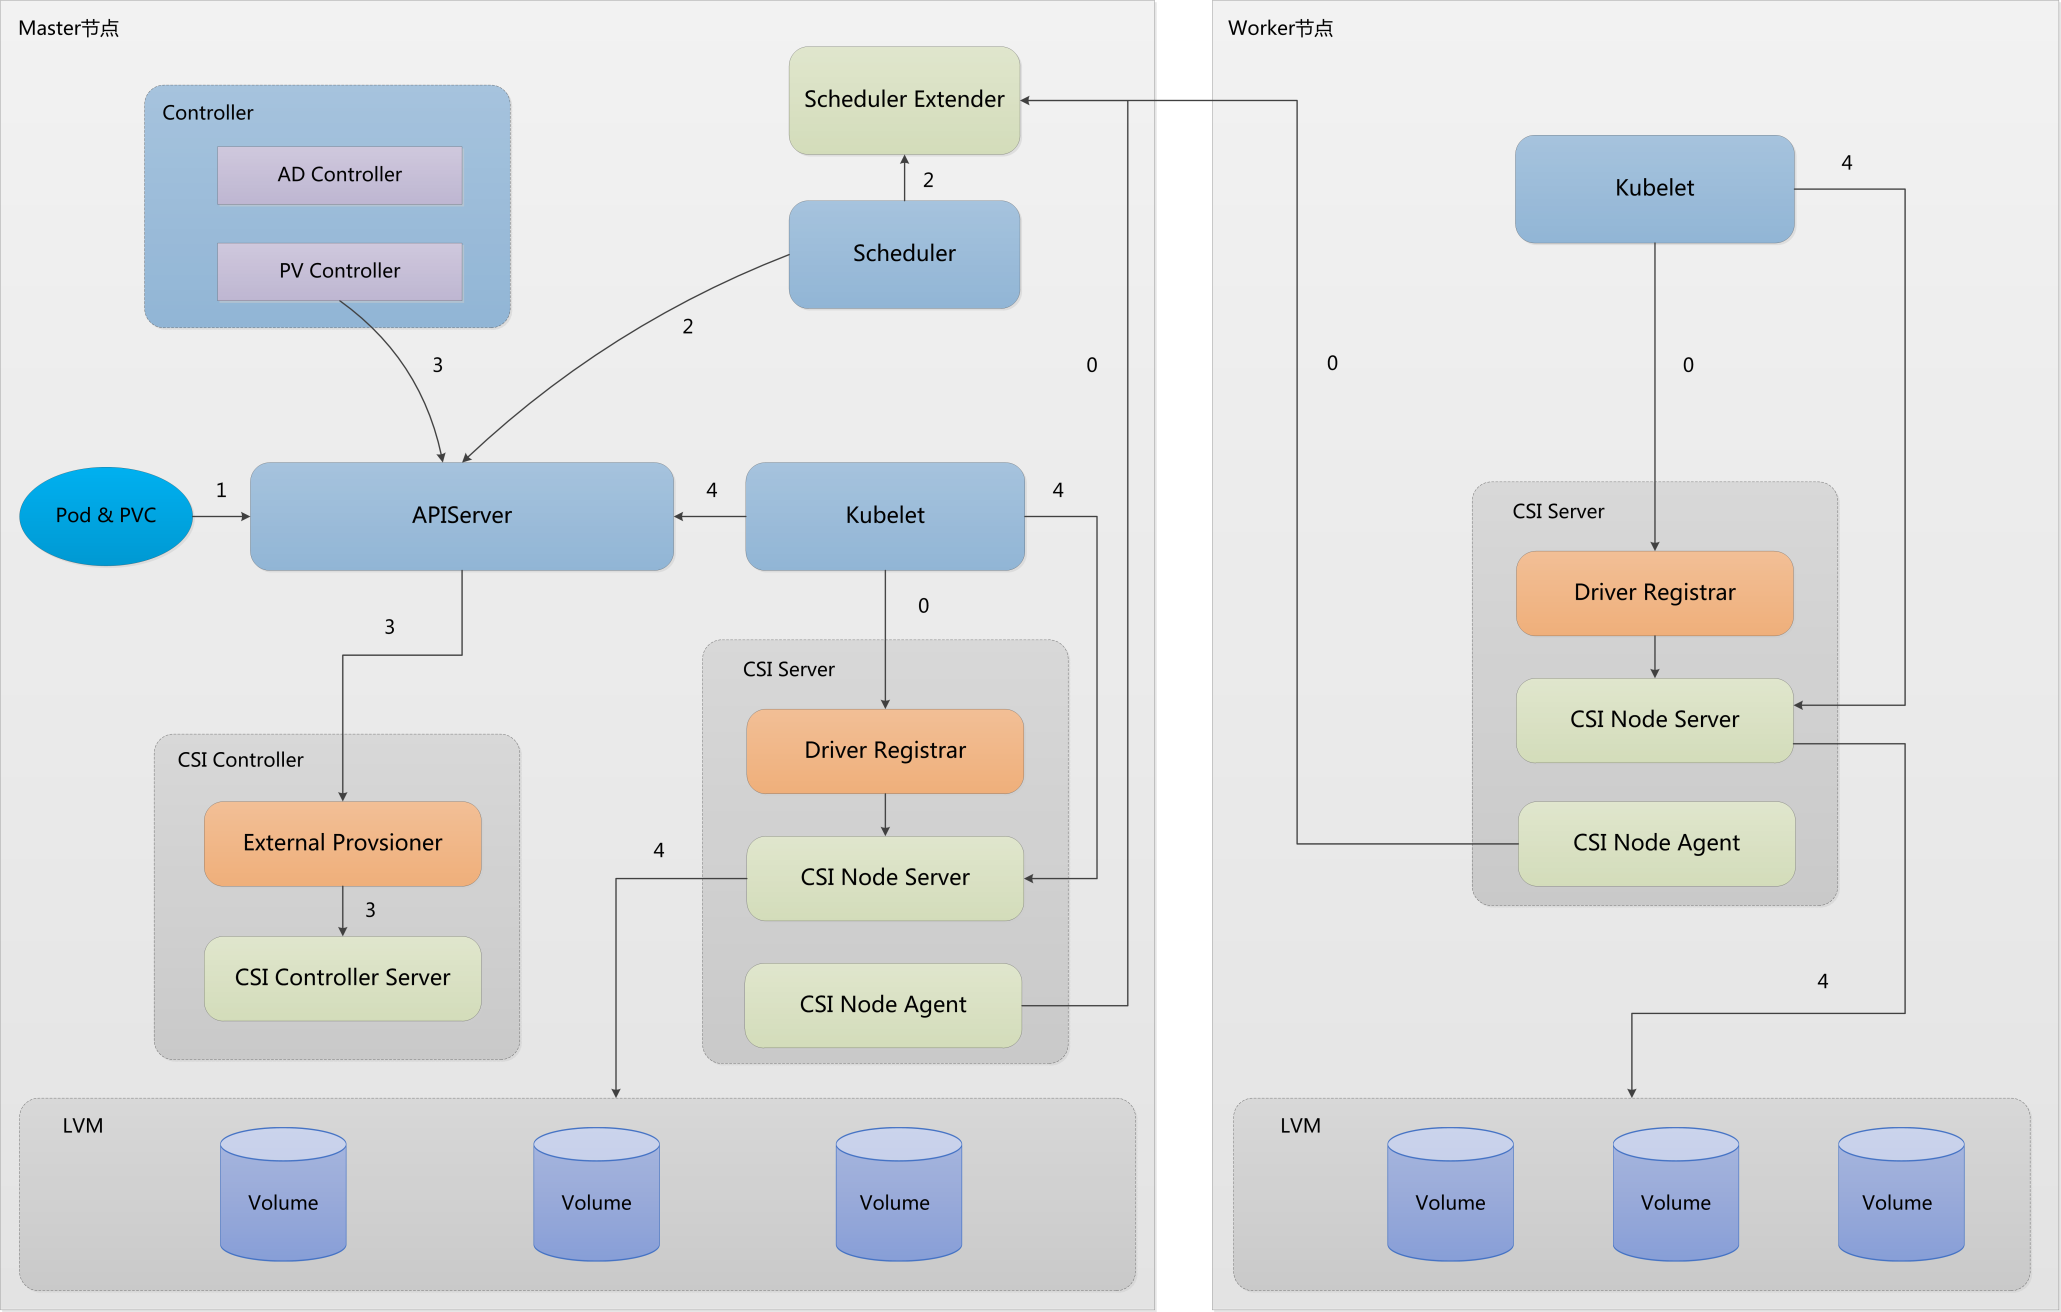 Master节点
Controller
AD Controller
PV Controller
Scheduler Extender
2
Scheduler
2
3
0
Pod & PVC
1
APIServer
4
Kubelet
4
3
0
CSI Controller
External Provsioner
3
CSI Controller Server
CSI Server
Driver Registrar
4
CSI Node Server
CSI Node Agent
LVM
Volume
Volume
Volume
Worker节点
Kubelet
4
0
0
CSI Server
Driver Registrar
CSI Node Server
CSI Node Agent
4
LVM
Volume
Volume
Volume